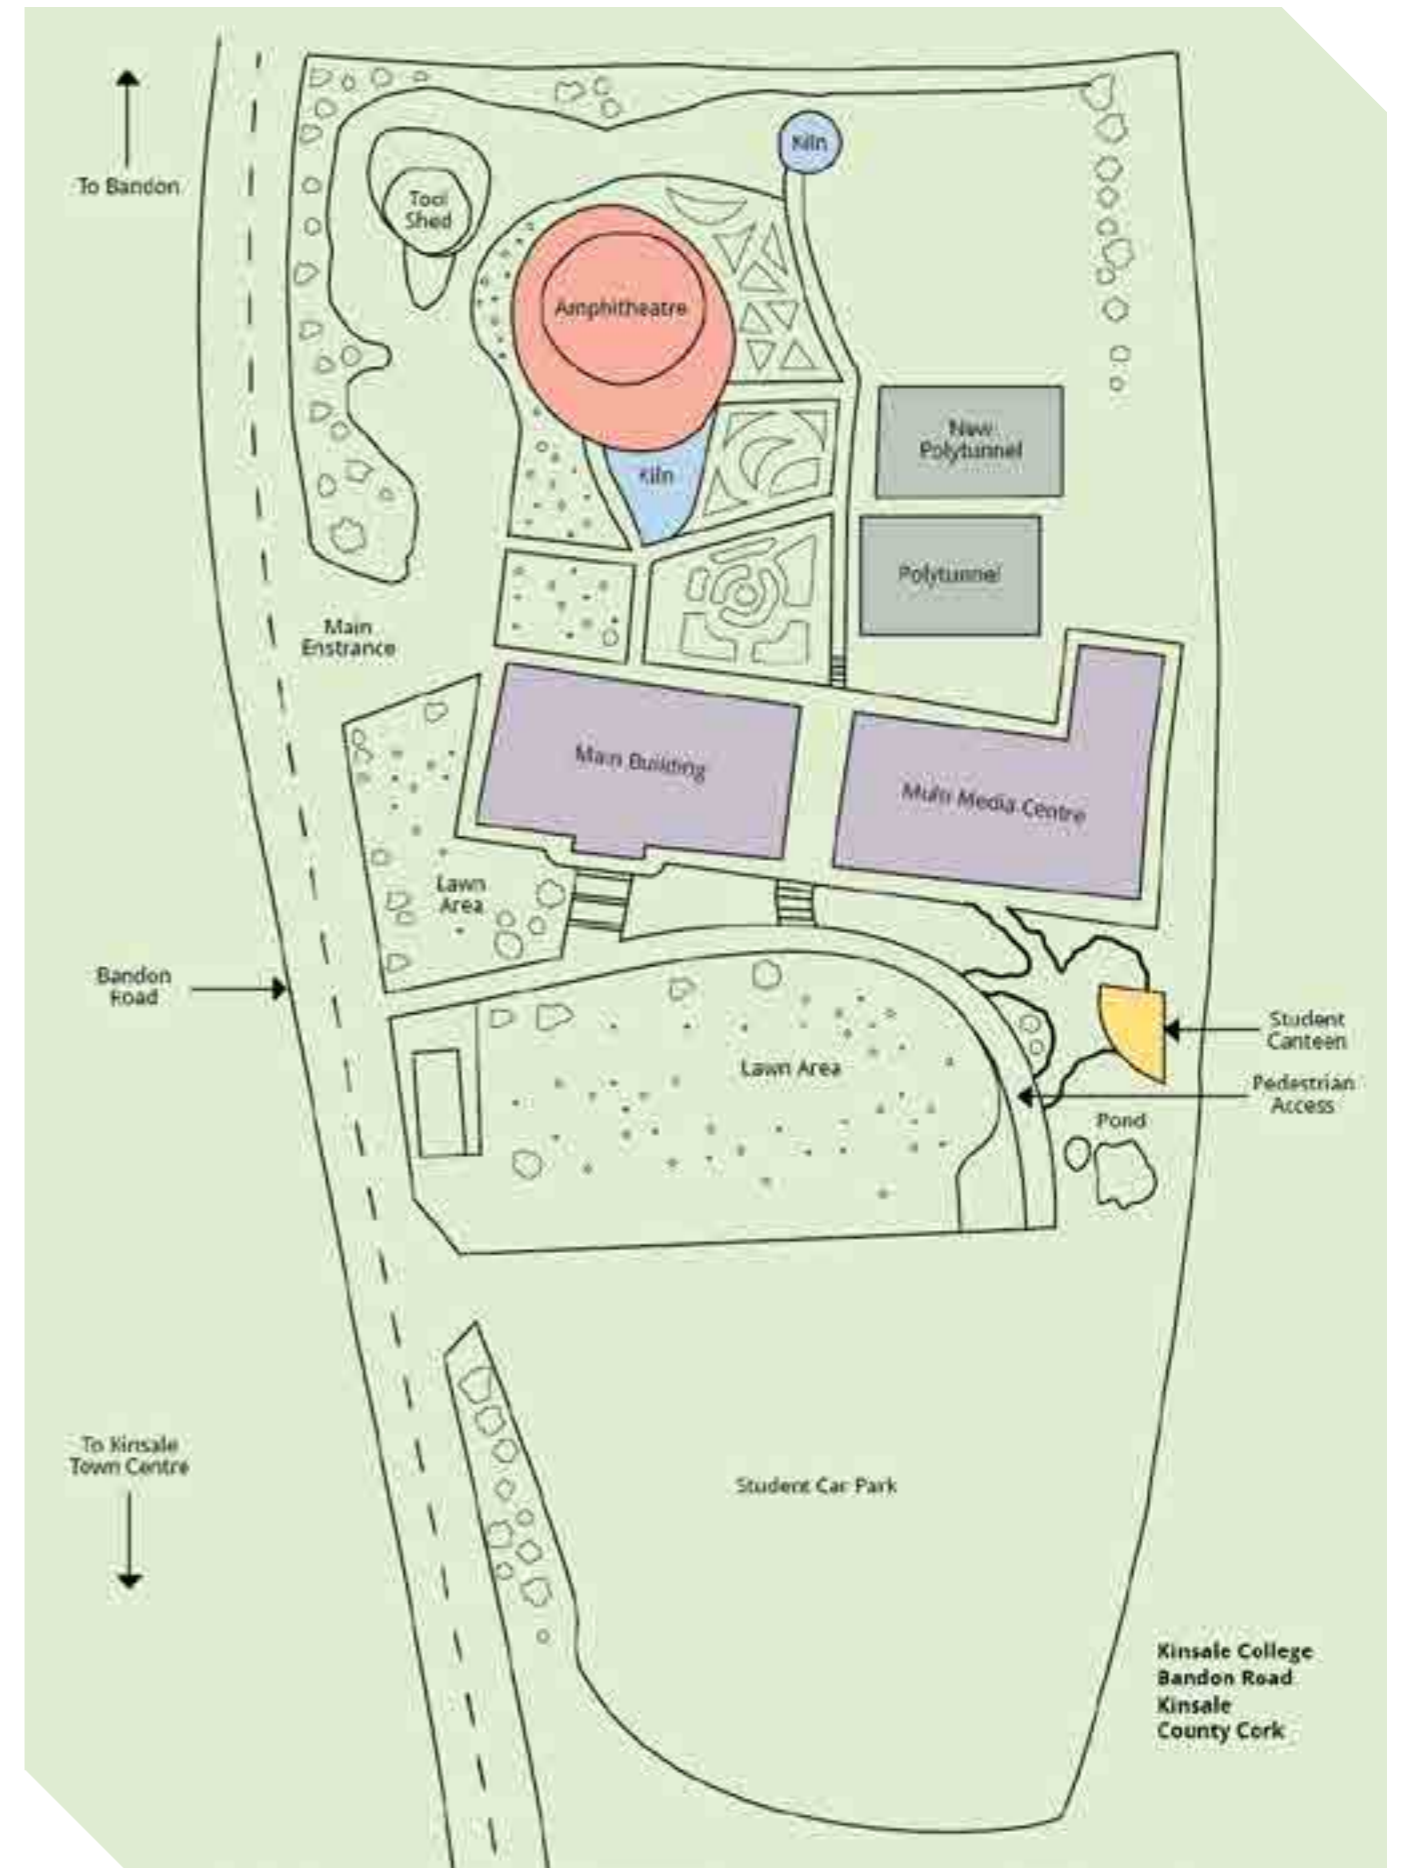 Kiln
To Bandon
Tool
Shed
Amphitheatre
New
Polytunnel
Kiln
Polytunnel
Main
Enstrance
Main Building
Multi Media Centre
Lawn
Area
Bandon
Road
Student
Canteen
Lawn Area
Pedestrian
Access
Pond
To Kinsale
Town Centre
Student Car Park
Kinsale College
Bandon Road
Kinsale
County Cork